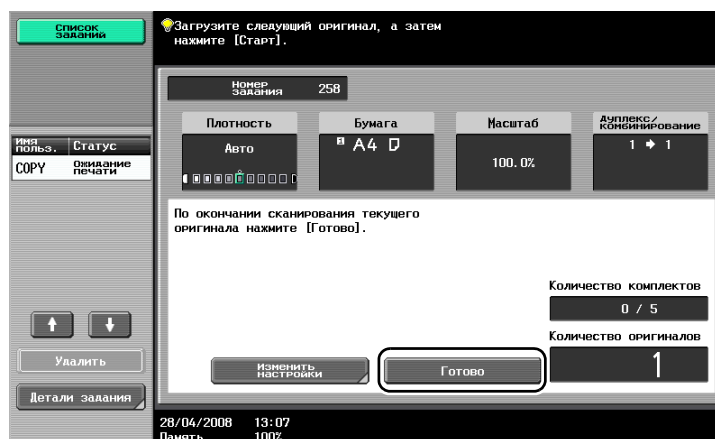 Список
заданий
Загрузите следующий оригинал, а затем
нажмите [Старт].
Номер
задания
258
Плотность
Бумага
Масштаб
Дуплекс/
комбинирование
Авто
A4
100.0%
1 → 1
Имя
польз.
Статус
COPY
Ожидание
печати
По окончании сканирования текущего
оригинала нажмите [Готово].
Количество комплектов
0 / 5
Количество оригиналов
1
Изменить
настройки
Готово
Удалить
Детали задания
28/04/2008 13:07
Память 100%